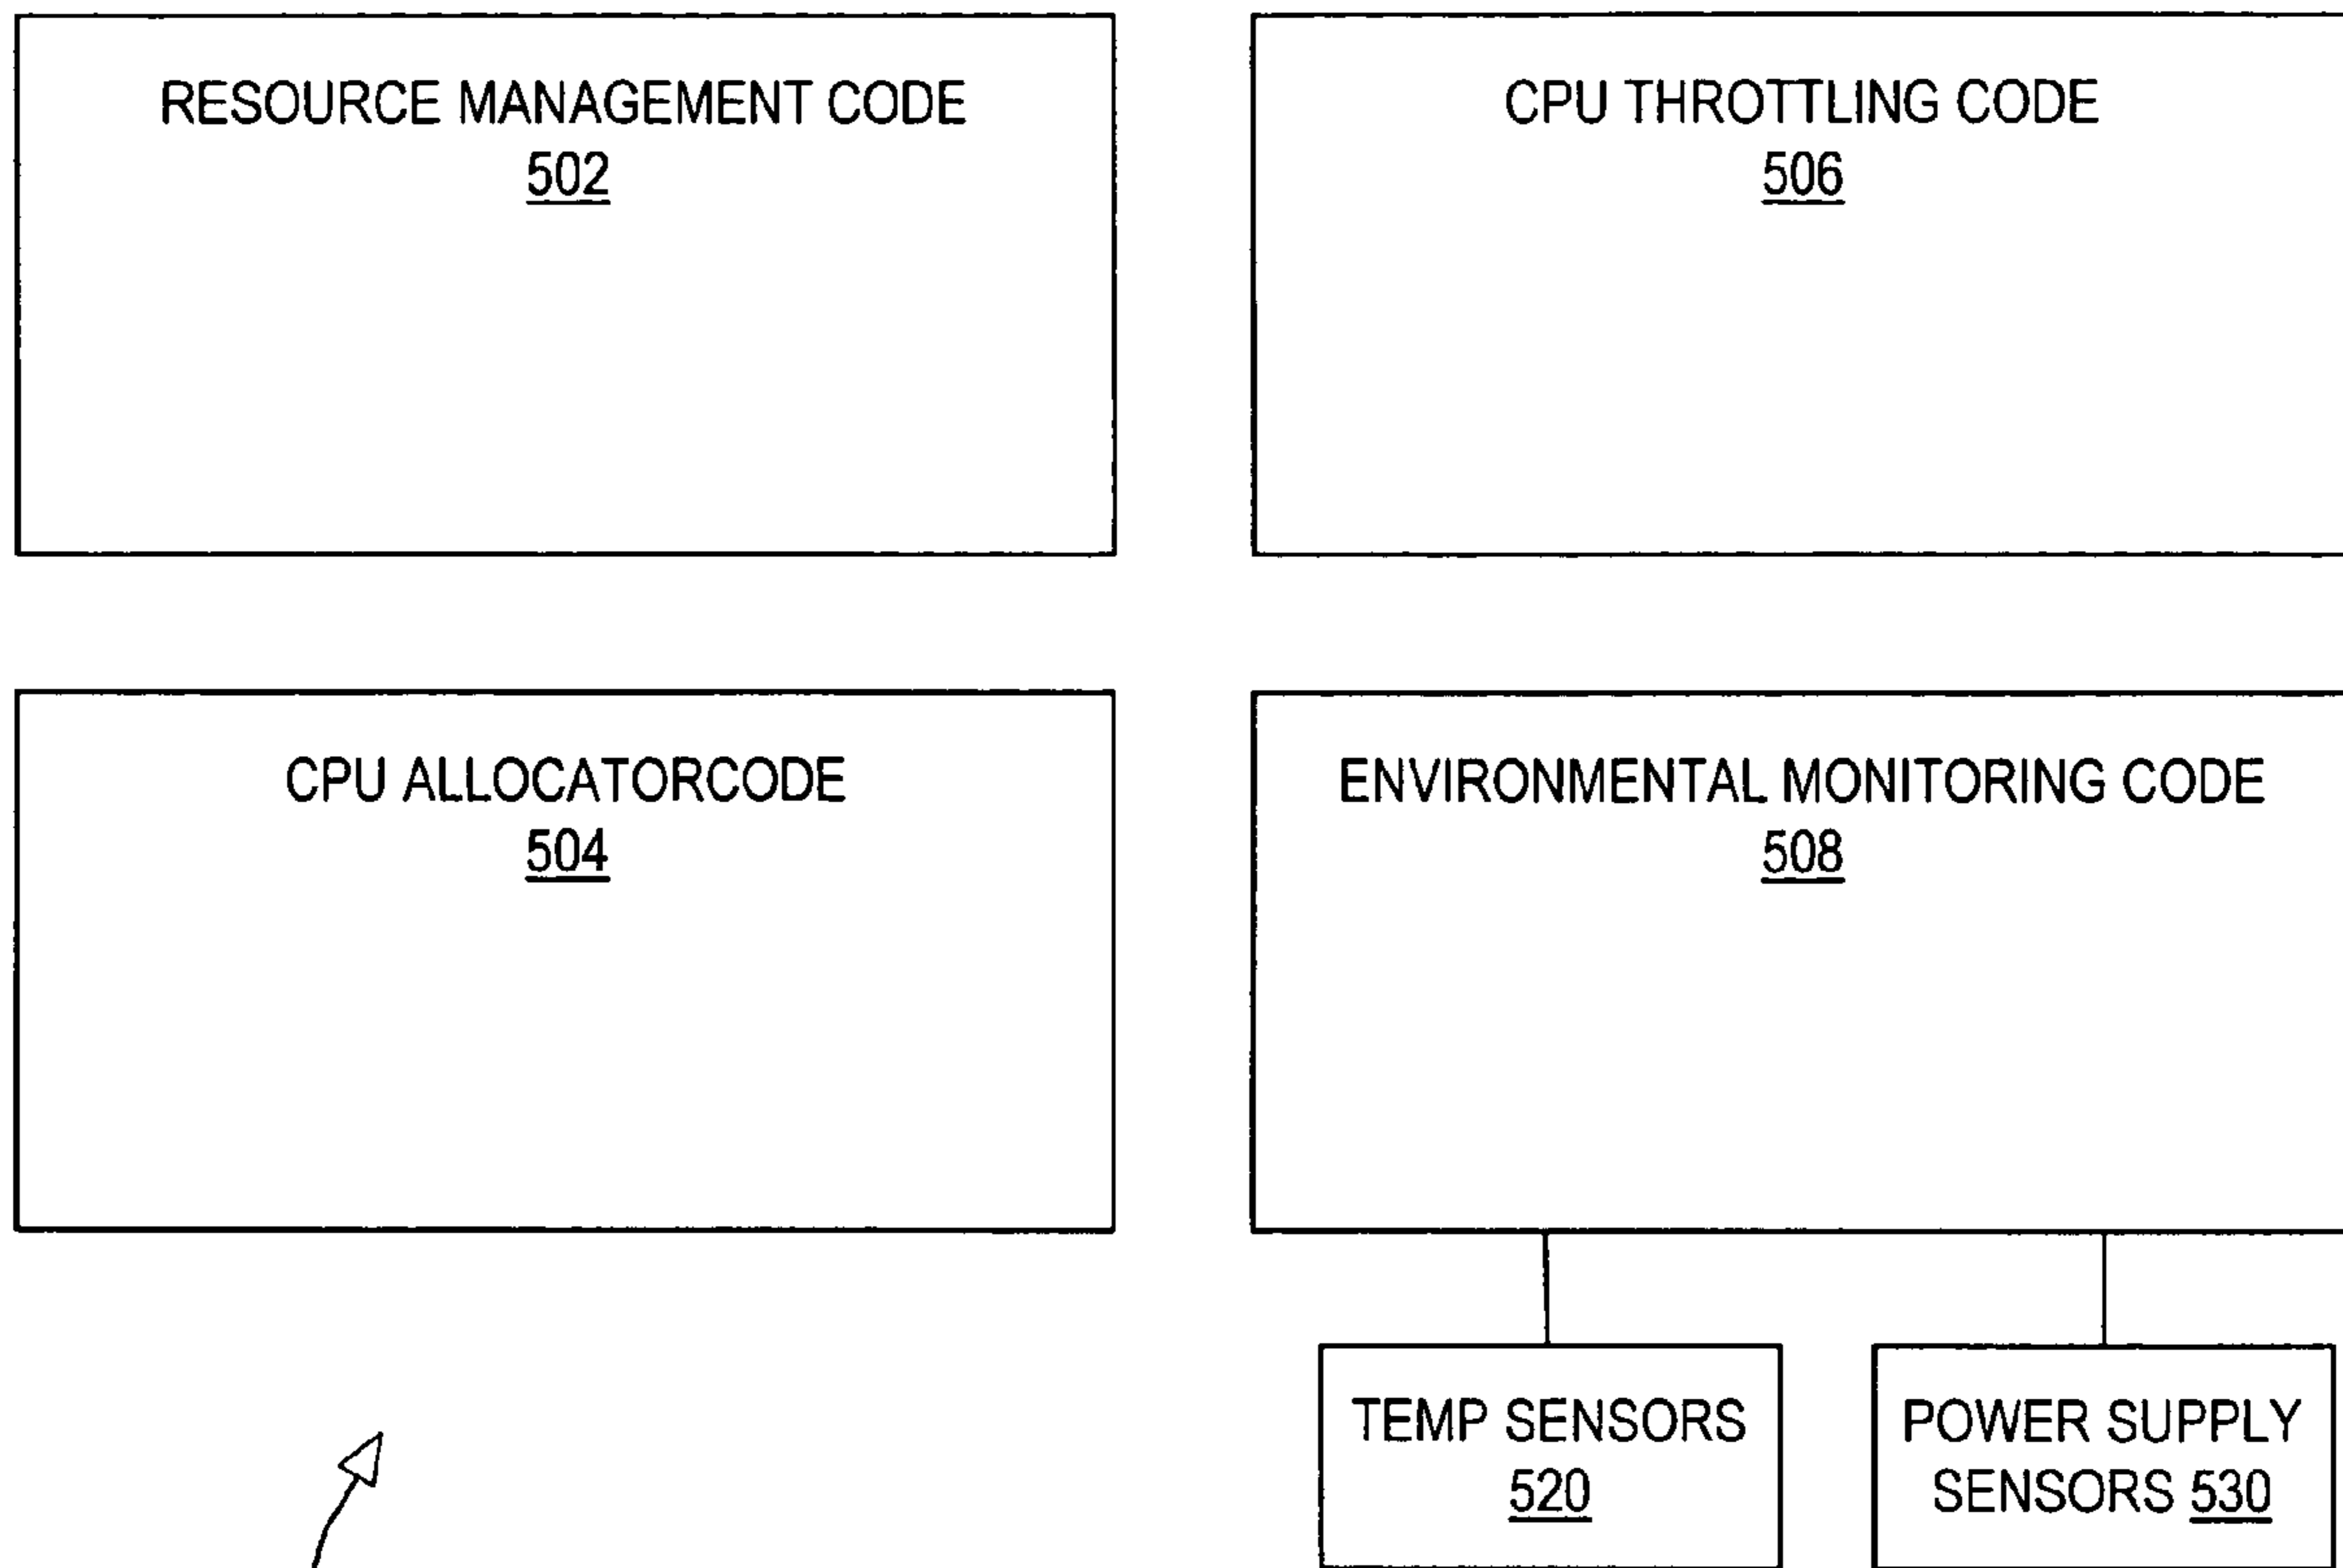 RESOURCE MANAGEMENT CODE
502
CPU THROTTLING CODE
506
CPU ALLOCATORCODE
504
ENVIRONMENTAL MONITORING CODE
508
TEMP SENSORS
520
POWER SUPPLY
SENSORS 530